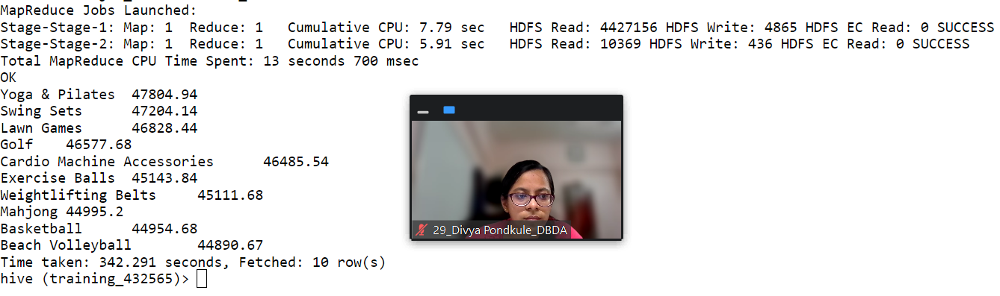 MapReduce Jobs Launched:
Stage-Stage-1: Map: 1  Reduce: 1   Cumulative CPU: 7.79 sec   HDFS Read: 4427156 HDFS Write: 4865 HDFS EC Read: 0 SUCCESS
Stage-Stage-2: Map: 1  Reduce: 1   Cumulative CPU: 5.91 sec   HDFS Read: 10369 HDFS Write: 436 HDFS EC Read: 0 SUCCESS
Total MapReduce CPU Time Spent: 13 seconds 700 msec
OK
Yoga & Pilates  47804.94
Swing Sets      47204.14
Lawn Games      46828.44
Golf    46577.68
Cardio Machine Accessories      46485.54
Exercise Balls  45143.84
Weightlifting Belts     45111.68
Mahjong 44995.2
Basketball      44954.68
Beach Volleyball        44890.67
Time taken: 342.291 seconds, Fetched: 10 row(s)
hive (training_432565)>
29_Divya Pondkule_DBDA